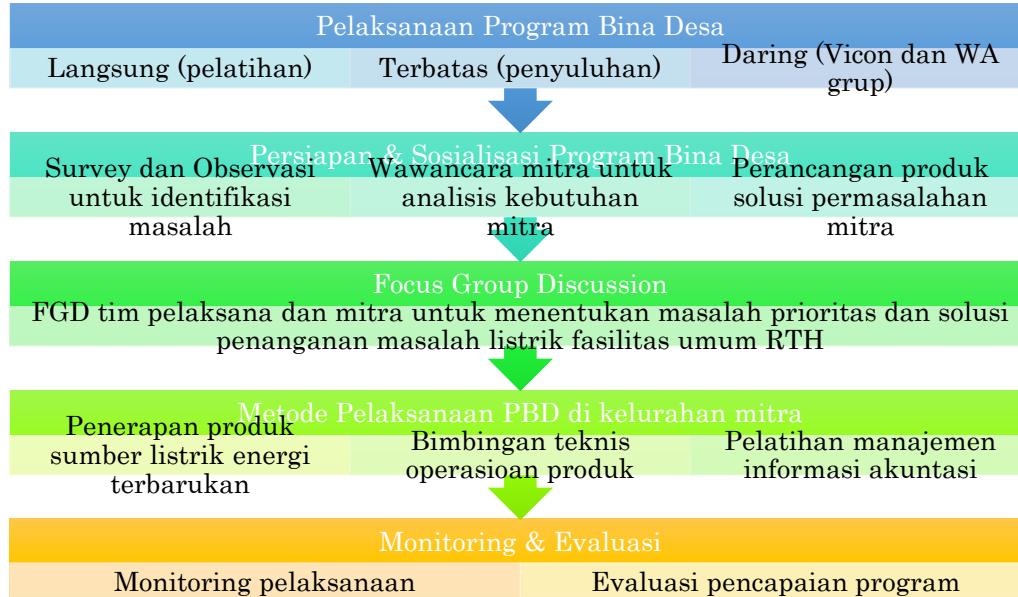 Pelaksanaan Program Bina Desa
Langsung (pelatihan)
Terbatas (penyuluhan)
Daring (Vicon dan WA
grup)
Persiapan & Sosialisasi Program Bina Desa
Survey dan Observasi
untuk identifikasi
masalah
Wawancara mitra untuk
analisis kebutuhan
mitra
Perancangan produk
solusi permasalahan
mitra
Focus Group Discussion
FGD tim pelaksana dan mitra untuk menentukan masalah prioritas dan solusi
penanganan masalah listrik fasilitas umum RTH
Metode Pelaksanaan PBD di kelurahan mitra
Penerapan produk
sumber listrik energi
terbarukan
Bimbingan teknis
operasioan produk
Pelatihan manajemen
informasi akuntasi
Monitoring & Evaluasi
Monitoring pelaksanaan
Evaluasi pencapaian program